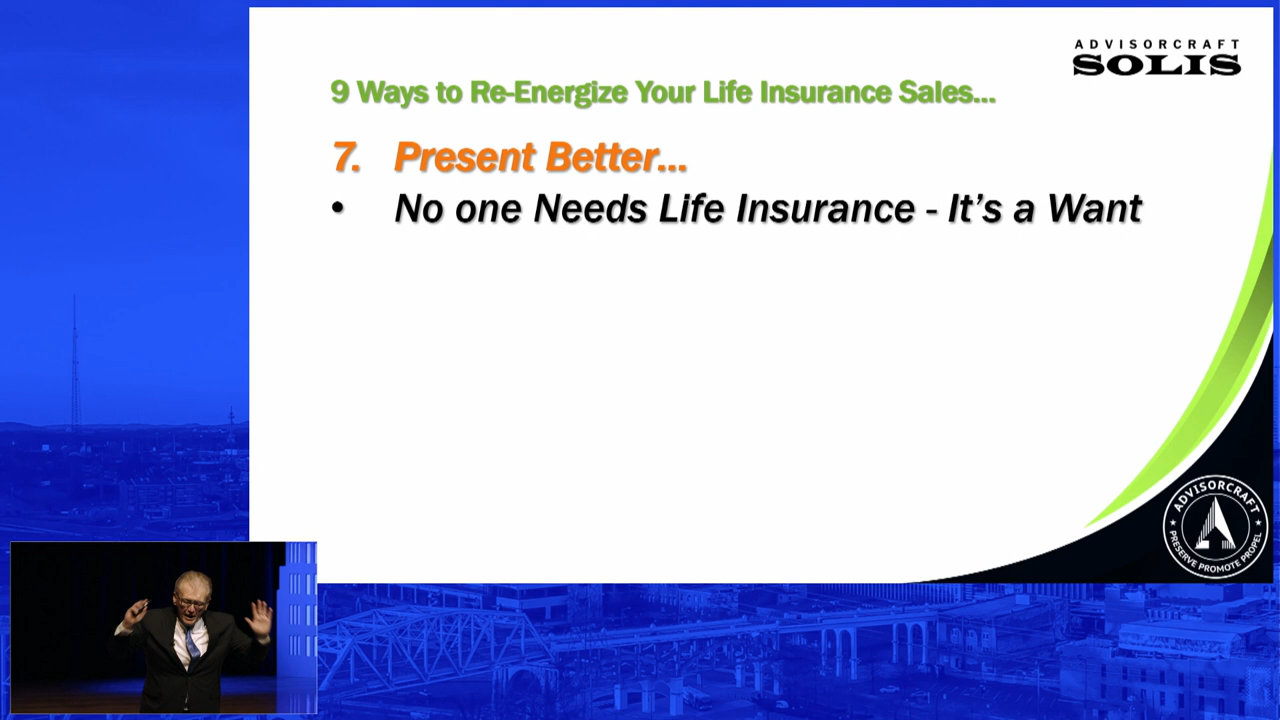 ADVISORCRAFT
SOLIS
9 Ways to Re-Energize Your Life Insurance Sales...
7. Present Better...
• No one Needs Life Insurance - It's a Want
ADVISORCRAFT
PRESERVE PROMOTE PROPEL